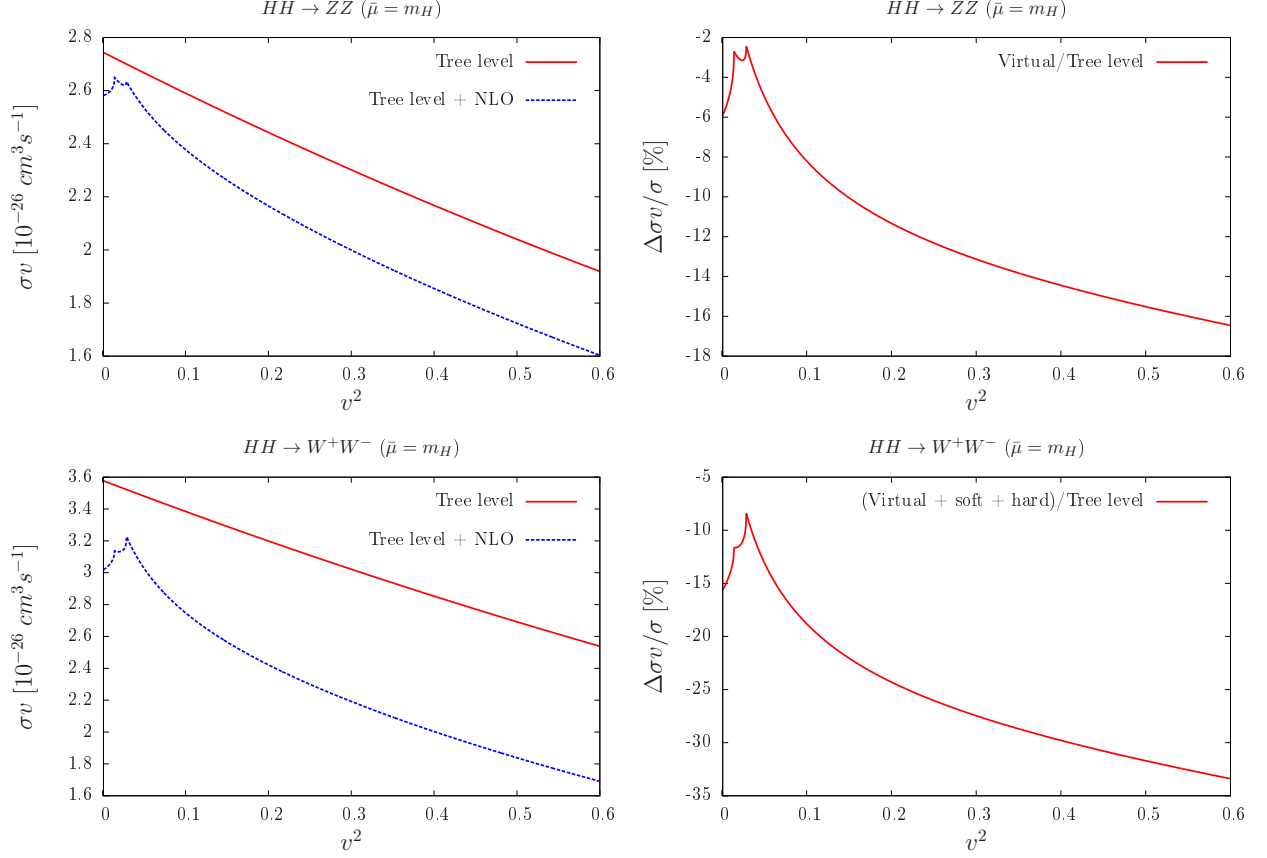 HH → ZZ (μ̄ = m_H)
2.8
2.6
2.4
2.2
2
1.8
1.6
σv [10^−26 cm^3 s^−1]
Tree level
Tree level + NLO
0 0.1 0.2 0.3 0.4 0.5 0.6
v^2
HH → ZZ (μ̄ = m_H)
-2
-4
-6
-8
-10
-12
-14
-16
-18
Δσv/σ [%]
Virtual/Tree level
0 0.1 0.2 0.3 0.4 0.5 0.6
v^2
HH → W^+W^− (μ̄ = m_H)
3.6
3.4
3.2
3
2.8
2.6
2.4
2.2
2
1.8
1.6
σv [10^−26 cm^3 s^−1]
Tree level
Tree level + NLO
0 0.1 0.2 0.3 0.4 0.5 0.6
v^2
HH → W^+W^− (μ̄ = m_H)
-5
-10
-15
-20
-25
-30
-35
Δσv/σ [%]
(Virtual + soft + hard)/Tree level
0 0.1 0.2 0.3 0.4 0.5 0.6
v^2